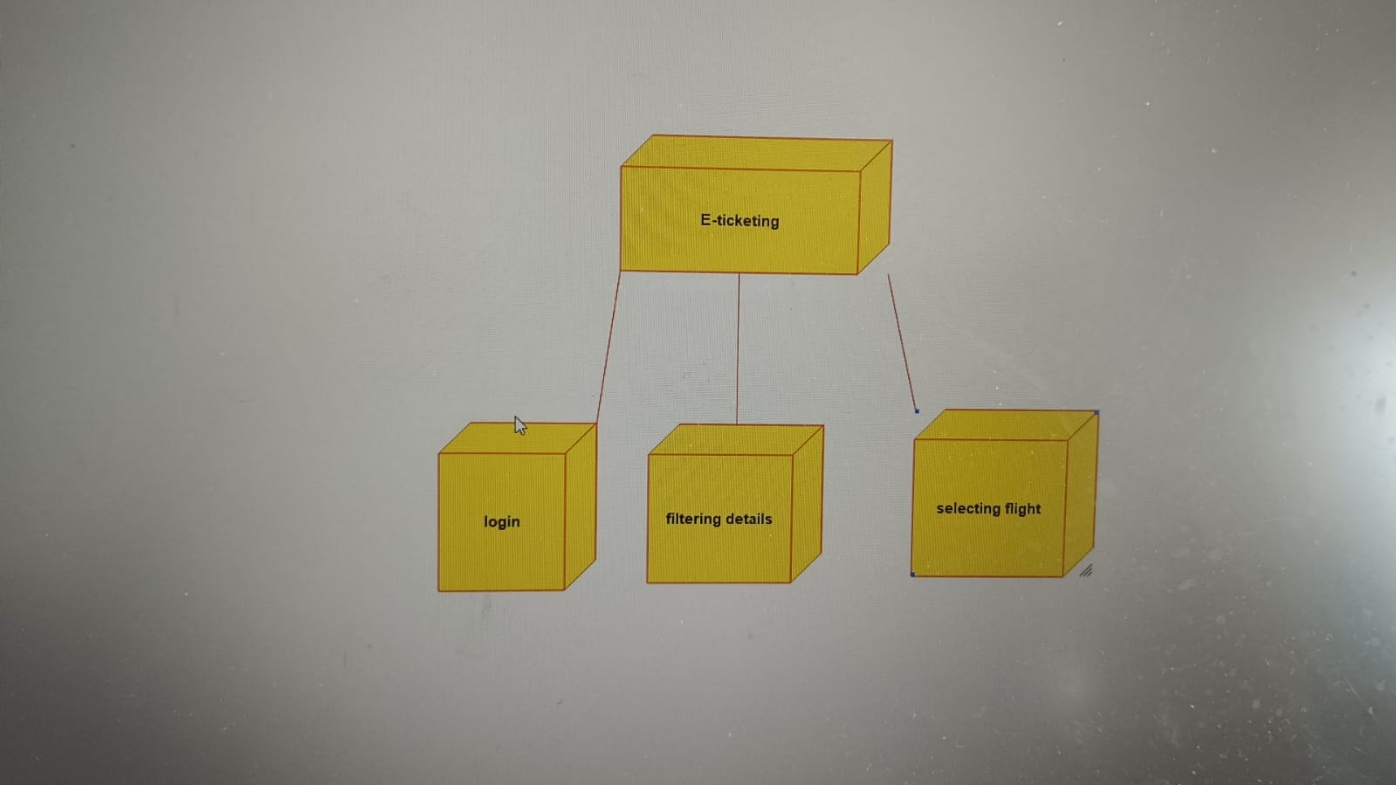 E-ticketing
login
filtering details
selecting flight